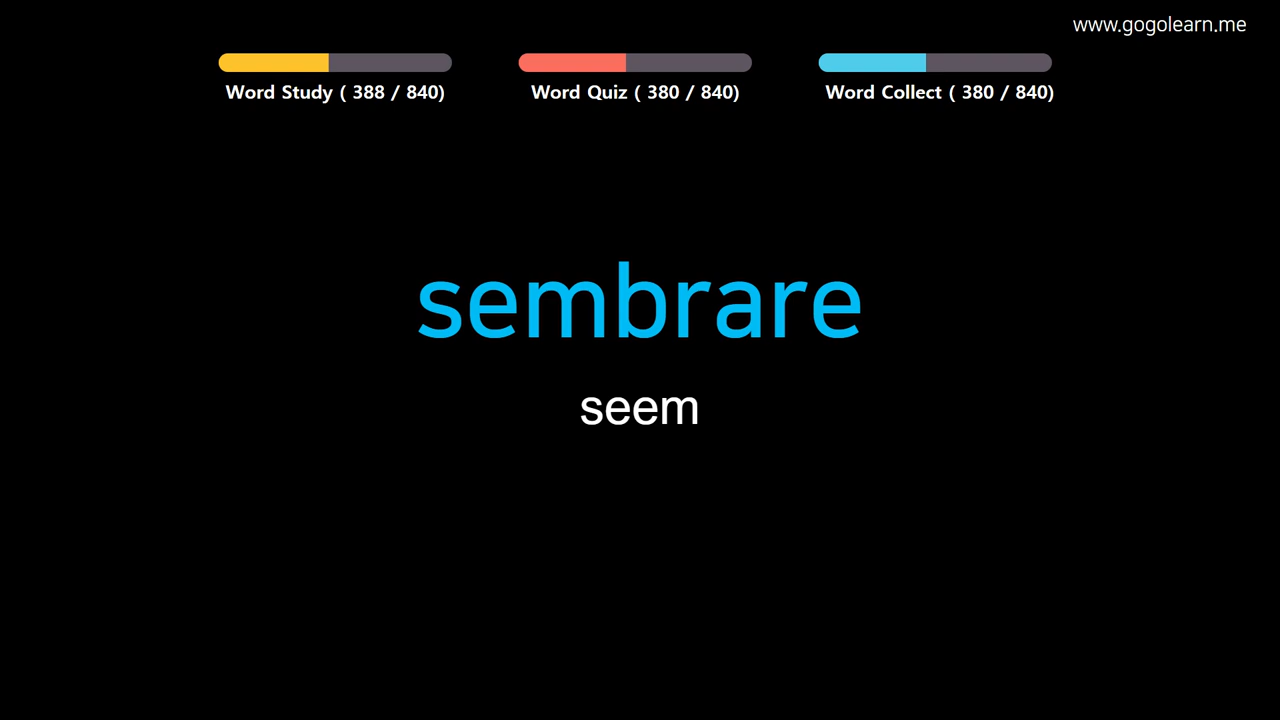 www.gogolearn.me
Word Study ( 388 / 840)
Word Quiz ( 380 / 840)
Word Collect ( 380 / 840)
sembrare
seem